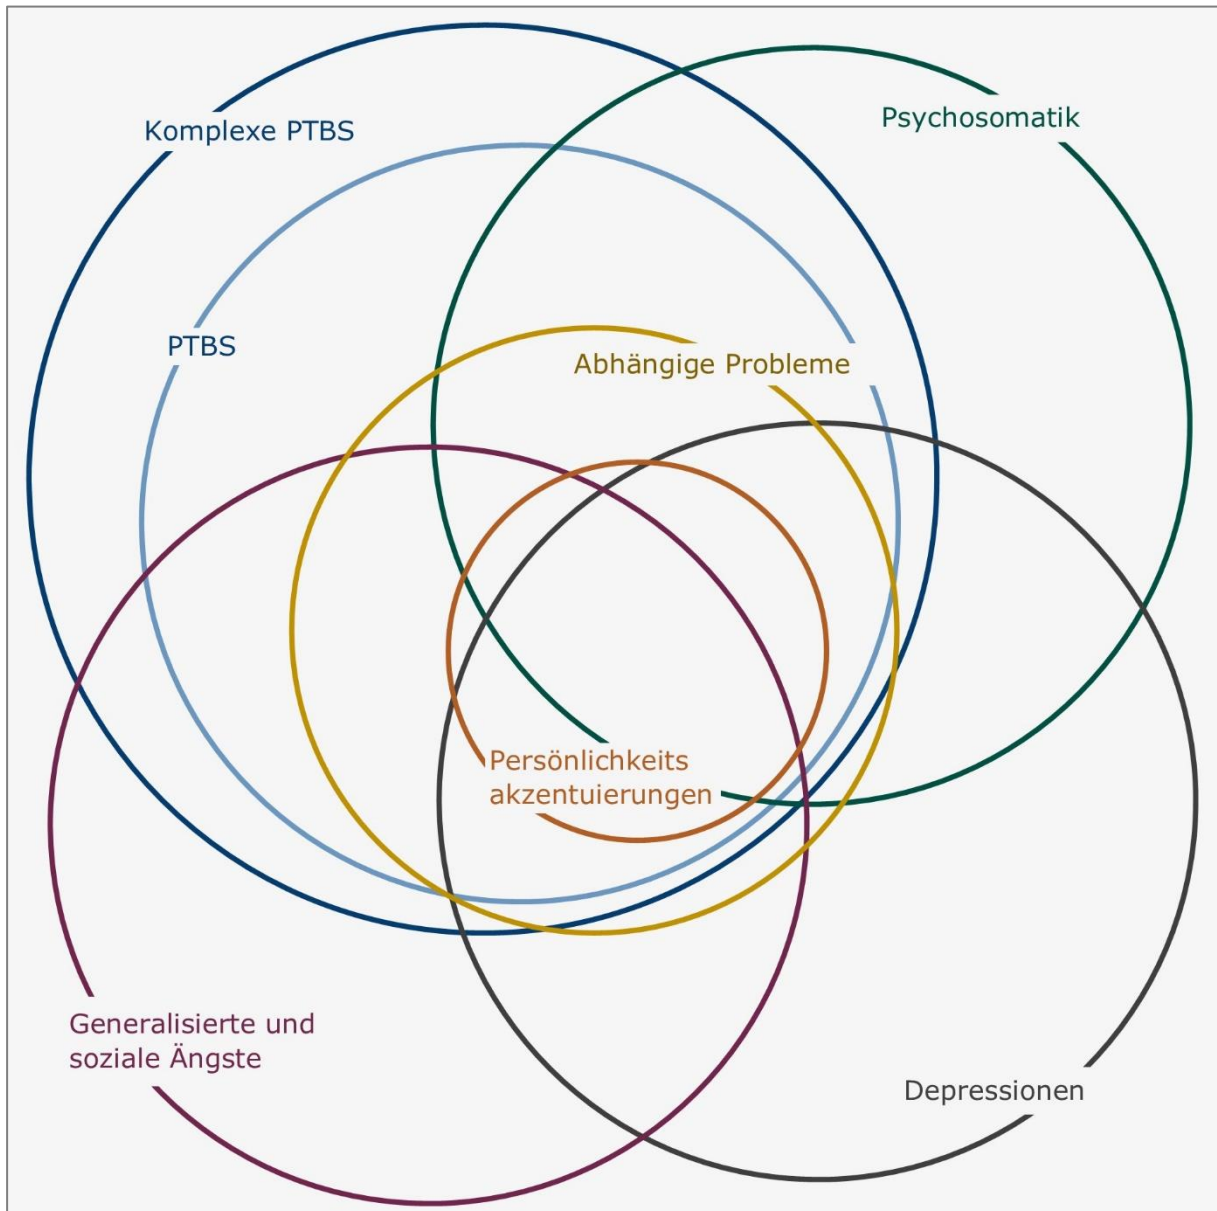 Komplexe PTBS
Psychosomatik
PTBS
Abhängige Probleme
Persönlichkeits
akzentuierungen
Generalisierte und
soziale Ängste
Depressionen